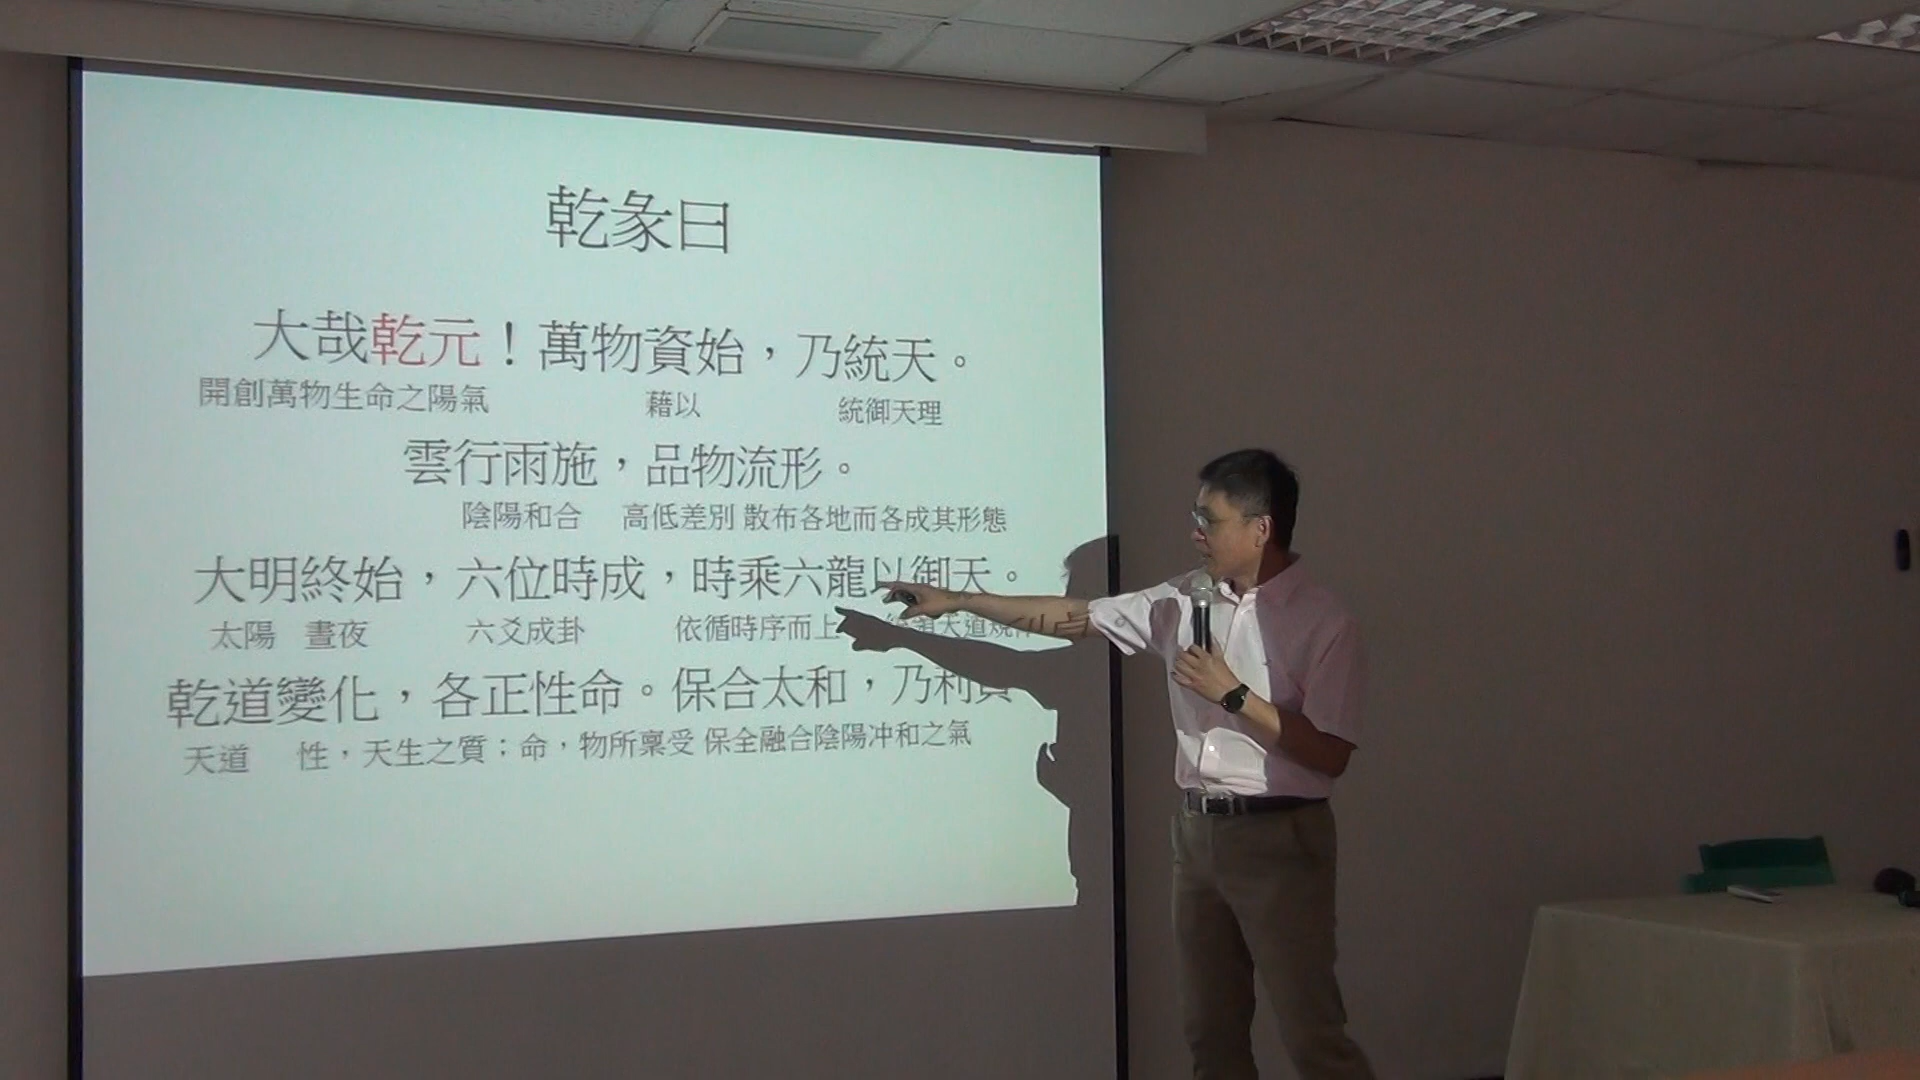 乾彖曰
大哉乾元！萬物資始，乃統天。
開創萬物生命之陽氣 藉以 統御天理
雲行雨施，品物流形。
陰陽和合 高低差別 散布各地而各成其形態
大明終始，六位時成，時乘六龍以御天。
太陽 晝夜 六爻成卦 依循時序而上 天道規律
乾道變化，各正性命。保合太和，乃利貞
天道 性，天生之質；命，物所稟受 保全融合陰陽冲和之氣